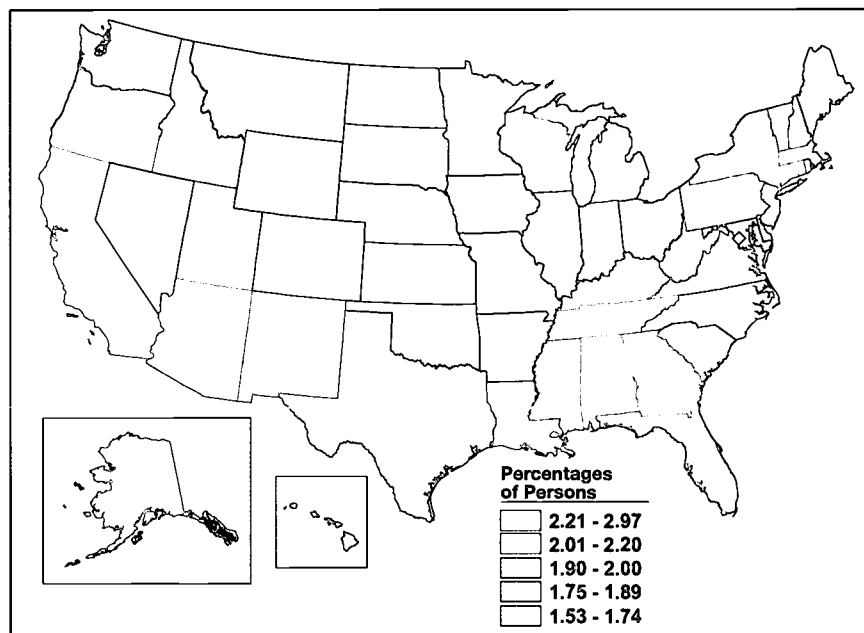 Percentages
of Persons
2.21 - 2.97
2.01 - 2.20
1.90 - 2.00
1.75 - 1.89
1.53 - 1.74